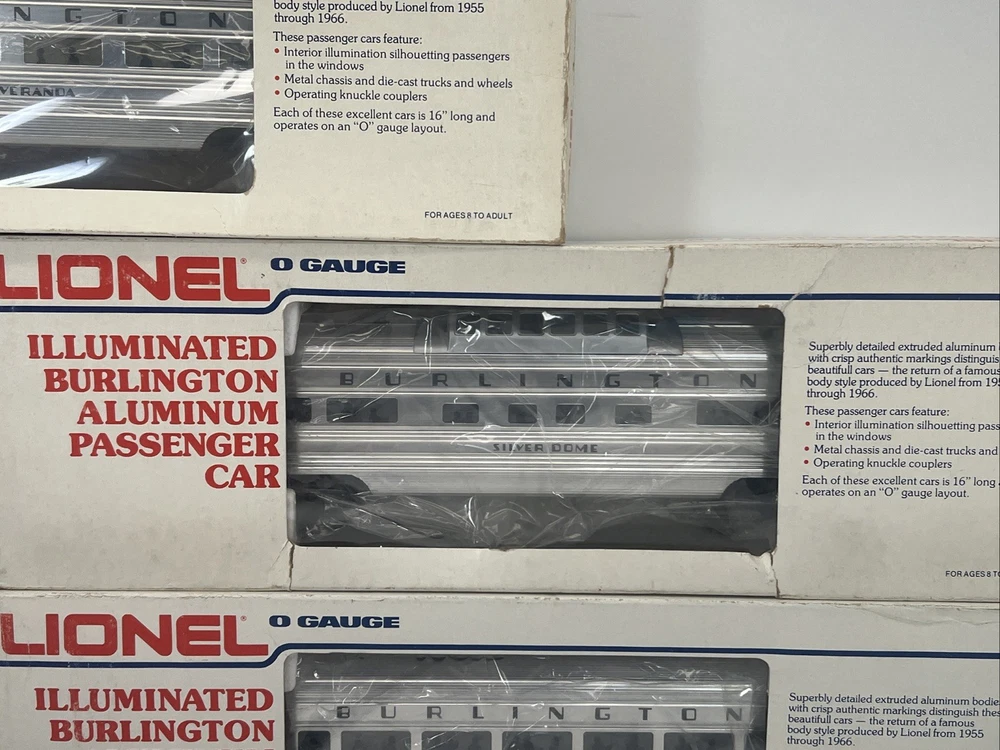 body style produced by Lionel from 1955
through 1966.
These passenger cars feature:
• Interior illumination silhouetting passengers
in the windows
• Metal chassis and die-cast trucks and wheels
• Operating knuckle couplers
Each of these excellent cars is 16" long and
operates on an "O" gauge layout.
FOR AGES 8 TO ADULT
NGTON
VERANDA
LIONEL® O GAUGE
ILLUMINATED
BURLINGTON
ALUMINUM
PASSENGER
CAR
BURLINGTON
SILVER DOME
Superbly detailed extruded aluminum
with crisp authentic markings distinguis
beautifull cars — the return of a famous
body style produced by Lionel from 19
through 1966.
These passenger cars feature:
• Interior illumination silhouetting pass
in the windows
• Metal chassis and die-cast trucks and
• Operating knuckle couplers
Each of these excellent cars is 16" long
operates on an "O" gauge layout.
FOR AGES 8 T
LIONEL® O GAUGE
ILLUMINATED
BURLINGTON
BURLINGTON
Superbly detailed extruded aluminum bodie
with crisp authentic markings distinguish the
beautifull cars — the return of a famous
body style produced by Lionel from 1955
through 1966.